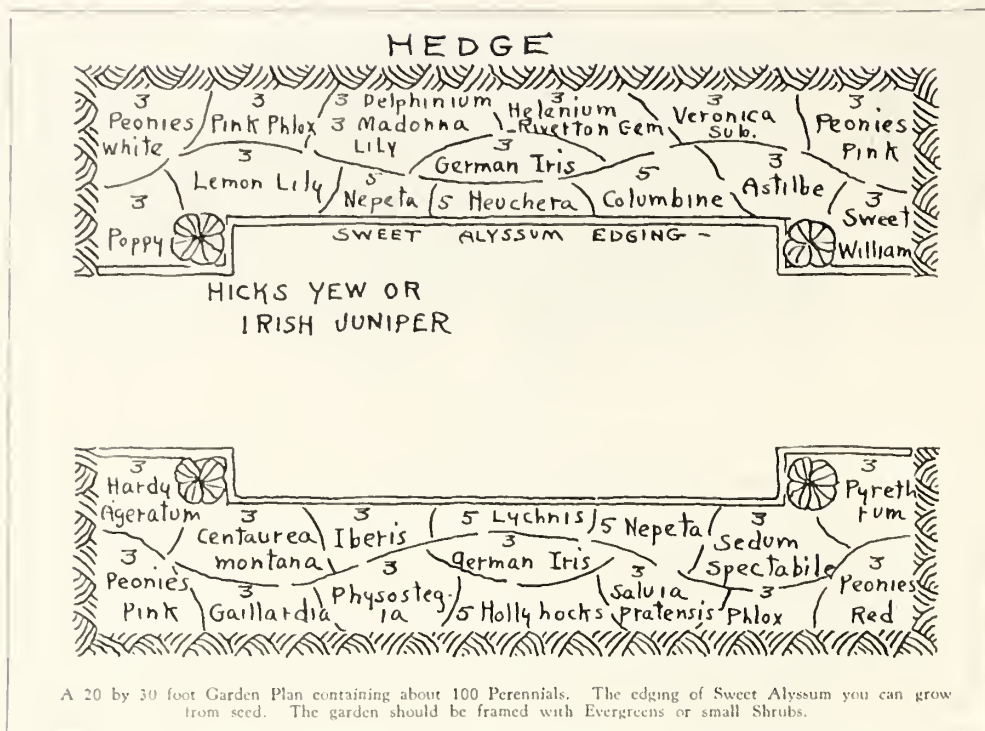 HEDGE
3
Peonies
White
3
Pink Phlox
3 Delphinium
3 Madonna
LILY
3
Helenium
-Riverton Gem
3
Veronica
Sub.
3
Peonies
Pink
3
Lemon Lily
3
German Iris
5
Nepeta
5 Heuchera
5
Columbine
3
Astilbe
3
Sweet
William
3
Poppy
SWEET ALYSSUM EDGING -
HICKS YEW OR
IRISH JUNIPER
3
Hardy
Ageratum
3
Centaurea
montana
3
Iberis
5 Lychnis
5 Nepeta
3
Sedum
Spectabile
3
Pyreth
rum
3
Peonies
Pink
3
Gaillardia
3
Physosteg-
ia
3
german Iris
5 Hollyhocks
3
Salvia
pratensis
3
Phlox
3
Peonies
Red
A 20 by 30 foot Garden Plan containing about 100 Perennials. The edging of Sweet Alyssum you can grow
from seed. The garden should be framed with Evergreens or small Shrubs.